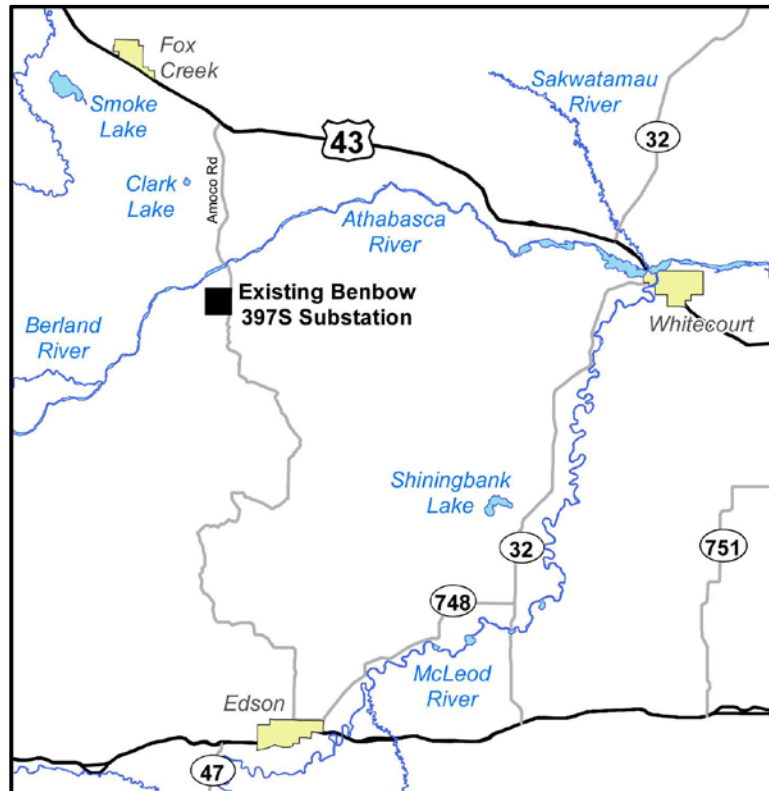 Fox
Creek
Sakwatamau
River
Smoke
Lake
43
32
Clark
Lake
Amoco Rd
Athabasca
River
Existing Benbow
397S Substation
Berland
River
Whitecourt
Shiningbank
Lake
32
751
748
McLeod
River
Edson
47